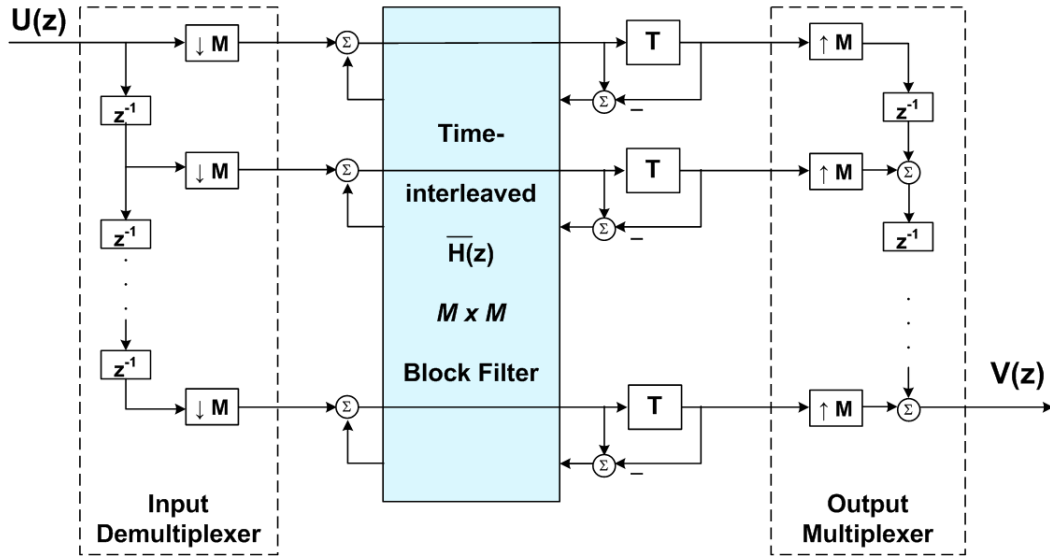 U(z)
↓ M
Σ
T
↑ M
z⁻¹
Σ
–
z⁻¹
Time-
↓ M
Σ
T
↑ M
Σ
interleaved
z⁻¹
Σ
–
z⁻¹
H̅(z)
M x M
z⁻¹
Block Filter
V(z)
↓ M
Σ
T
↑ M
Σ
Σ
–
Input
Demultiplexer
Output
Multiplexer